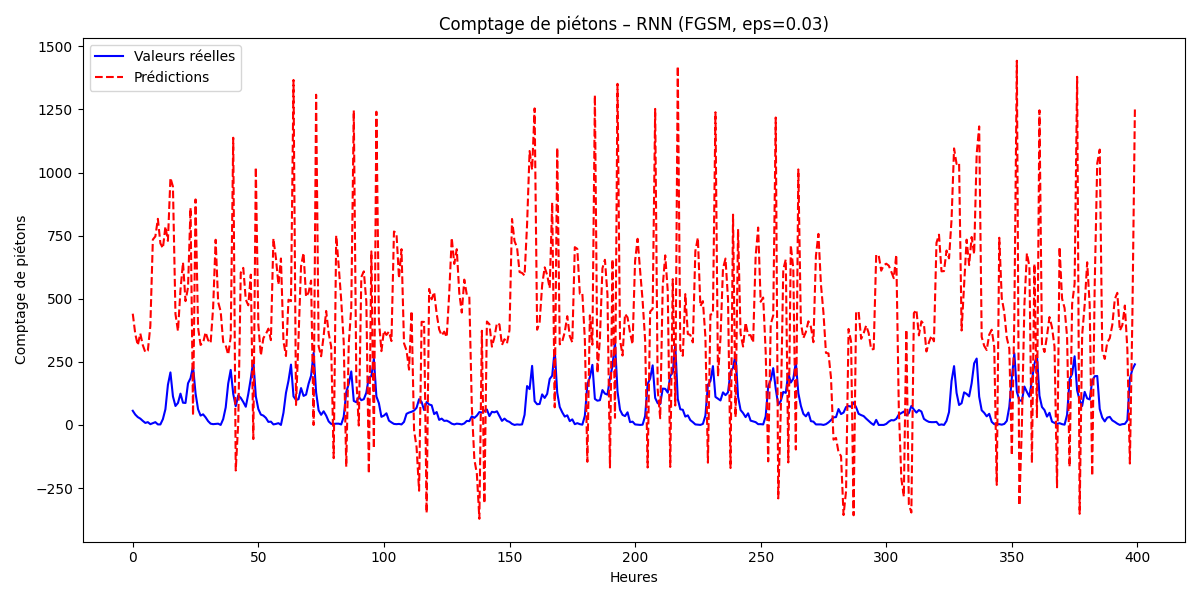 Comptage de piétons – RNN (FGSM, eps=0.03)
Valeurs réelles
Prédictions
Comptage de piétons
1500
1250
1000
750
500
250
0
−250
0 50 100 150 200 250 300 350 400
Heures